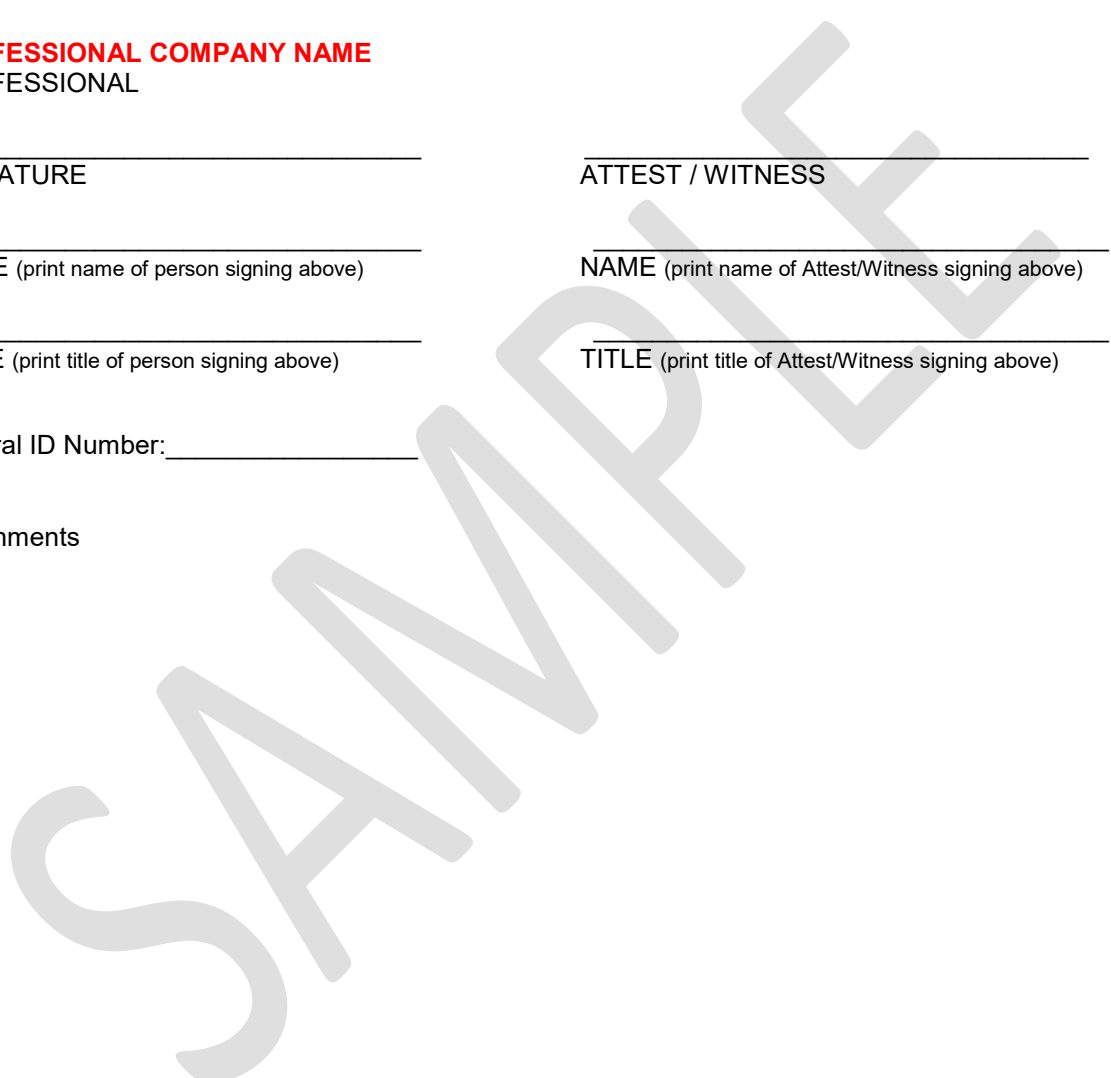 FESSIONAL COMPANY NAME
FESSIONAL
ATURE
ATTEST / WITNESS
E (print name of person signing above)
NAME (print name of Attest/Witness signing above)
E (print title of person signing above)
TITLE (print title of Attest/Witness signing above)
ral ID Number:_________________
nments
SAMPLE